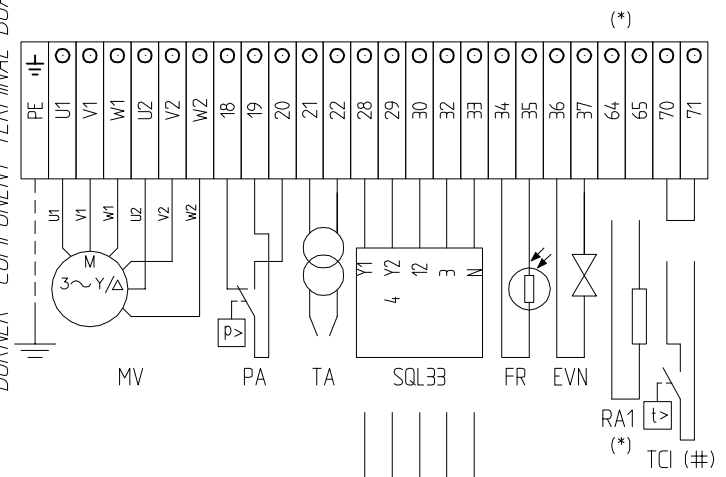 (*)
PE U1 V1 W1 U2 V2 W2 18 19 20 21 22 28 29 30 32 33 34 35 36 37 64 65 70 71
U1 V1 W1 U2 V2 W2
M
3~ Y/△
p>
Y1 Y2 12 3 N
4
t>
MV PA TA SQL33 FR EVN
RA1
(*)
TCI (#)
BURNER COMPONENT TERMINAL